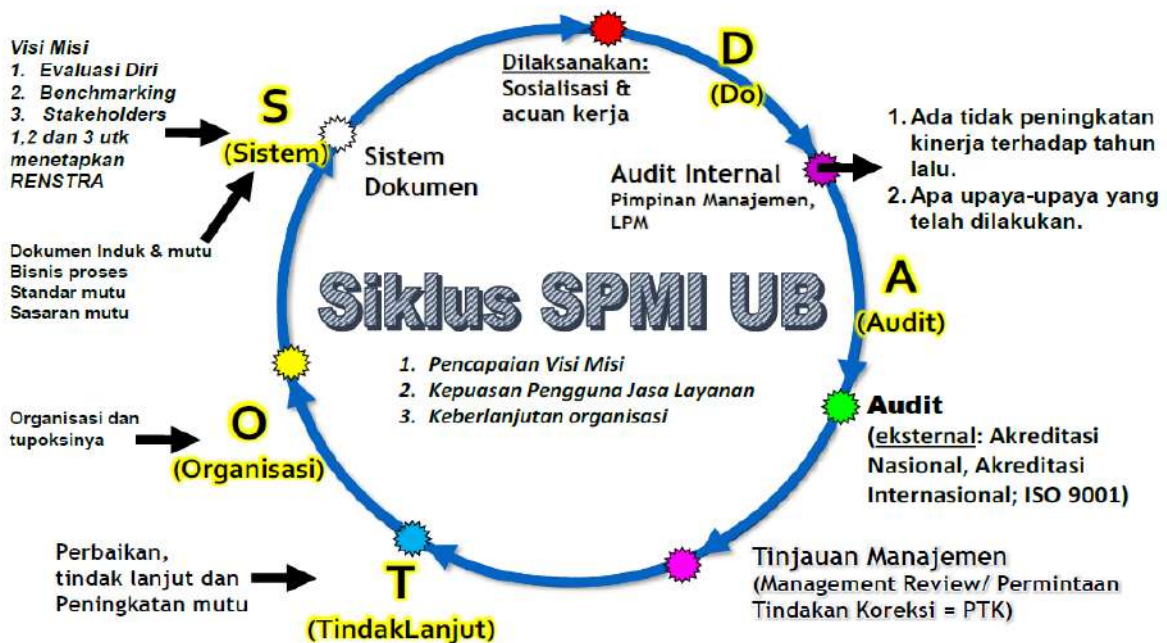 Visi Misi
1. Evaluasi Diri
2. Benchmarking
3. Stakeholders
1,2 dan 3 utk
menetapkan
RENSTRA
S
(Sistem)
Sistem
Dokumen
Dilaksanakan:
Sosialisasi &
acuan kerja
D
(Do)
Audit Internal
Pimpinan Manajemen,
LPM
1. Ada tidak peningkatan
kinerja terhadap tahun
lalu.
2. Apa upaya-upaya yang
telah dilakukan.
Dokumen Induk & mutu
Bisnis proses
Standar mutu
Sasaran mutu
Siklus SPMI UB
1. Pencapaian Visi Misi
2. Kepuasan Pengguna Jasa Layanan
3. Keberlanjutan organisasi
A
(Audit)
Audit
(eksternal: Akreditasi
Nasional, Akreditasi
Internasional; ISO 9001)
Organisasi dan
tupoksinya
O
(Organisasi)
Perbaikan,
tindak lanjut dan
Peningkatan mutu
T
(TindakLanjut)
Tinjauan Manajemen
(Management Review/ Permintaan
Tindakan Koreksi = PTK)